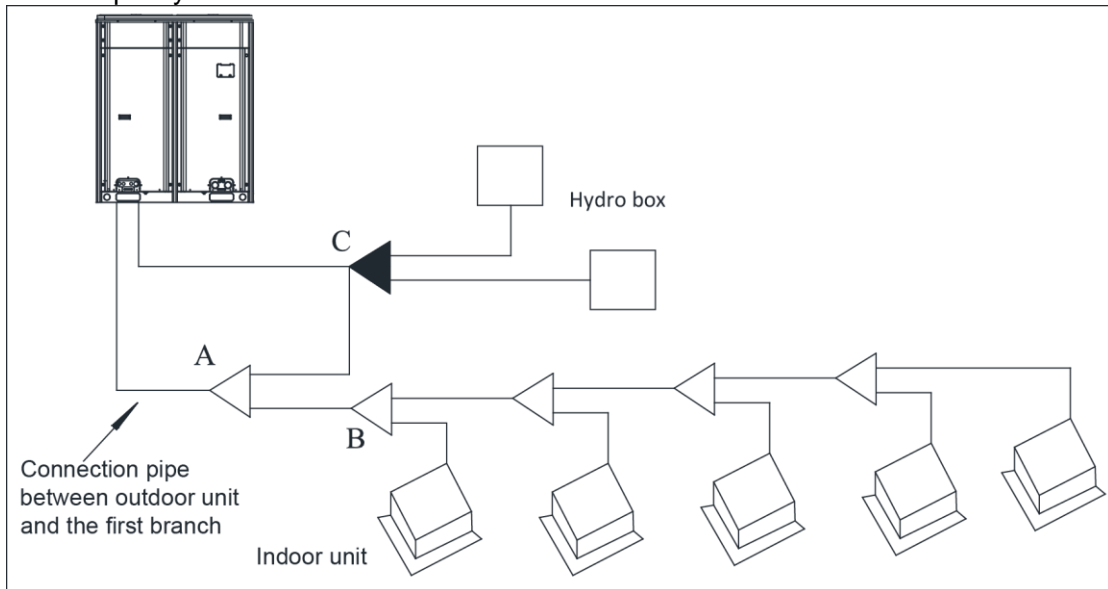 C
Hydro box
A
B
Connection pipe
between outdoor unit
and the first branch
Indoor unit